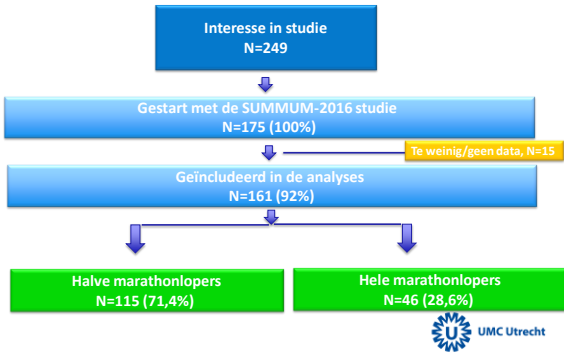 Interesse in studie
N=249
Gestart met de SUMMUM-2016 studie
N=175 (100%)
Te weinig/geen data, N=15
Geïncludeerd in de analyses
N=161 (92%)
Halve marathonlopers
N=115 (71,4%)
Hele marathonlopers
N=46 (28,6%)
U
UMC Utrecht